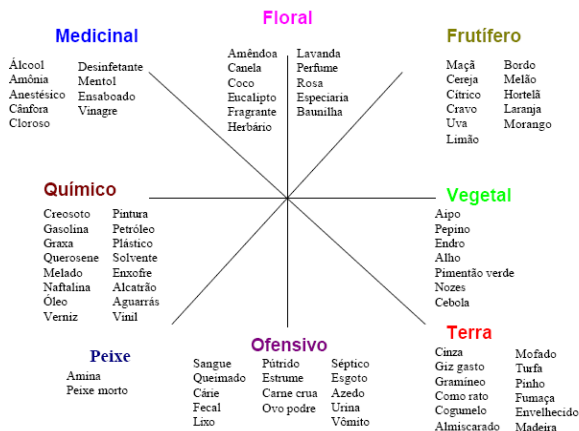 Floral
Amêndoa Lavanda
Canela Perfume
Coco Rosa
Eucalipto Especiaria
Fragrante Baunilha
Herbário
Medicinal
Álcool Desinfetante
Amônia Mentol
Anestésico Ensaboado
Cânfora Vinagre
Cloroso
Frutífero
Maçã Bordo
Cereja Melão
Cítrico Hortelã
Cravo Laranja
Uva Morango
Limão
Químico
Creosoto Pintura
Gasolina Petróleo
Graxa Plástico
Querosene Solvente
Melado Enxofre
Naftalina Alcatrão
Óleo Aguarrás
Verniz Vinil
Vegetal
Aipo
Pepino
Endro
Alho
Pimentão verde
Nozes
Cebola
Peixe
Amina
Peixe morto
Ofensivo
Sangue Pútrido Séptico
Queimado Estrume Esgoto
Cárie Carne crua Azedo
Fecal Ovo podre Urina
Lixo Vômito
Terra
Cinza Mofado
Giz gasto Turfa
Gramíneo Pinho
Como rato Fumaça
Cogumelo Envelhecido
Almiscarado Madeira